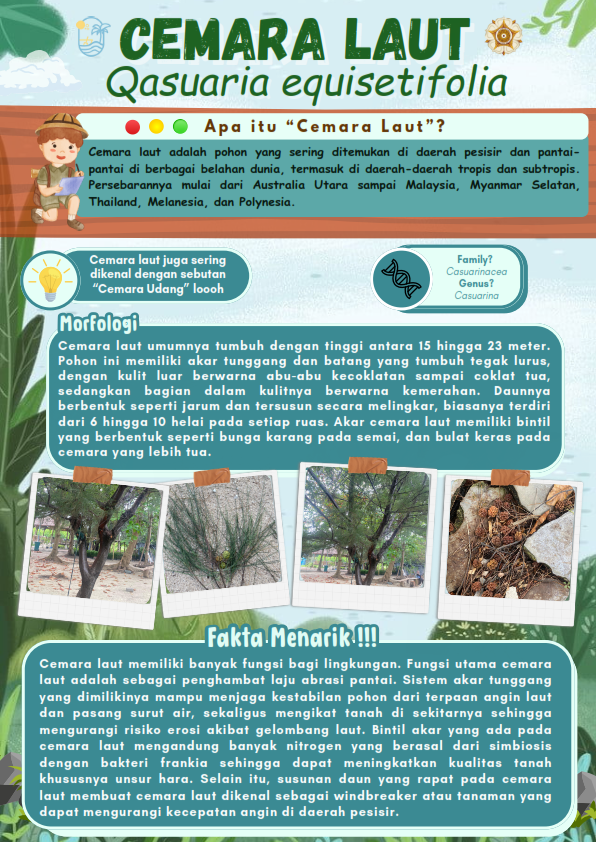 CEMARA LAUT
Qasuaria equisetifolia
Apa itu “Cemara Laut”?
Cemara laut adalah pohon yang sering ditemukan di daerah pesisir dan pantai-
pantai di berbagai belahan dunia, termasuk di daerah-daerah tropis dan subtropis.
Persebarannya mulai dari Australia Utara sampai Malaysia, Myanmar Selatan,
Thailand, Melanesia, dan Polynesia.
Cemara laut juga sering
dikenal dengan sebutan
“Cemara Udang” loooh
Family?
Casuarinacea
Genus?
Casuarina
Morfologi
Cemara laut umumnya tumbuh dengan tinggi antara 15 hingga 23 meter.
Pohon ini memiliki akar tunggang dan batang yang tumbuh tegak lurus,
dengan kulit luar berwarna abu-abu kecoklatan sampai coklat tua,
sedangkan bagian dalam kulitnya berwarna kemerahan. Daunnya
berbentuk seperti jarum dan tersusun secara melingkar, biasanya terdiri
dari 6 hingga 10 helai pada setiap ruas. Akar cemara laut memiliki bintil
yang berbentuk seperti bunga karang pada semai, dan bulat keras pada
cemara yang lebih tua.
Fakta Menarik !!!
Cemara laut memiliki banyak fungsi bagi lingkungan. Fungsi utama cemara
laut adalah sebagai penghambat laju abrasi pantai. Sistem akar tunggang
yang dimilikinya mampu menjaga kestabilan pohon dari terpaan angin laut
dan pasang surut air, sekaligus mengikat tanah di sekitarnya sehingga
mengurangi risiko erosi akibat gelombang laut. Bintil akar yang ada pada
cemara laut mengandung banyak nitrogen yang berasal dari simbiosis
dengan bakteri frankia sehingga dapat meningkatkan kualitas tanah
khususnya unsur hara. Selain itu, susunan daun yang rapat pada cemara
laut membuat cemara laut dikenal sebagai windbreaker atau tanaman yang
dapat mengurangi kecepatan angin di daerah pesisir.